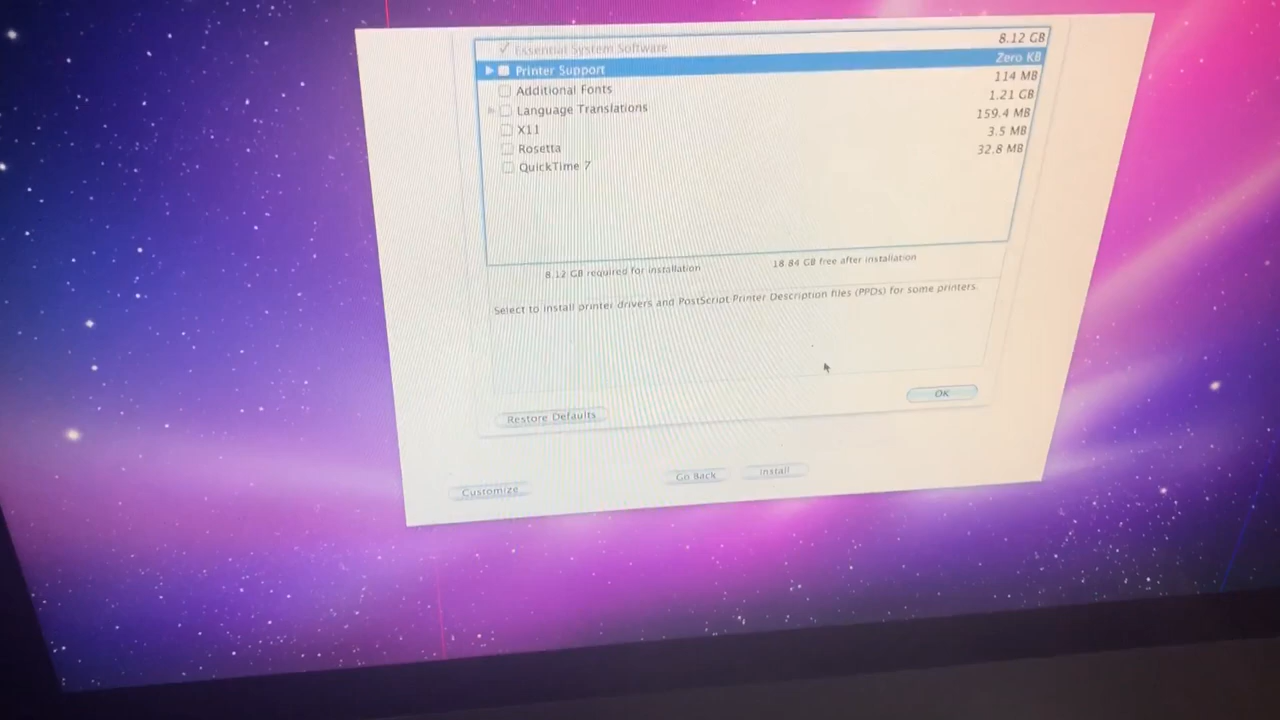 Essential System Software 8.12 GB
Printer Support Zero KB
Additional Fonts 114 MB
Language Translations 1.21 GB
X11 159.4 MB
Rosetta 3.5 MB
QuickTime 7 32.8 MB
8.12 GB required for installation 18.84 GB free after installation
Select to install printer drivers and PostScript Printer Description files (PPDs) for some printers.
Restore Defaults OK
Customize Go Back Install